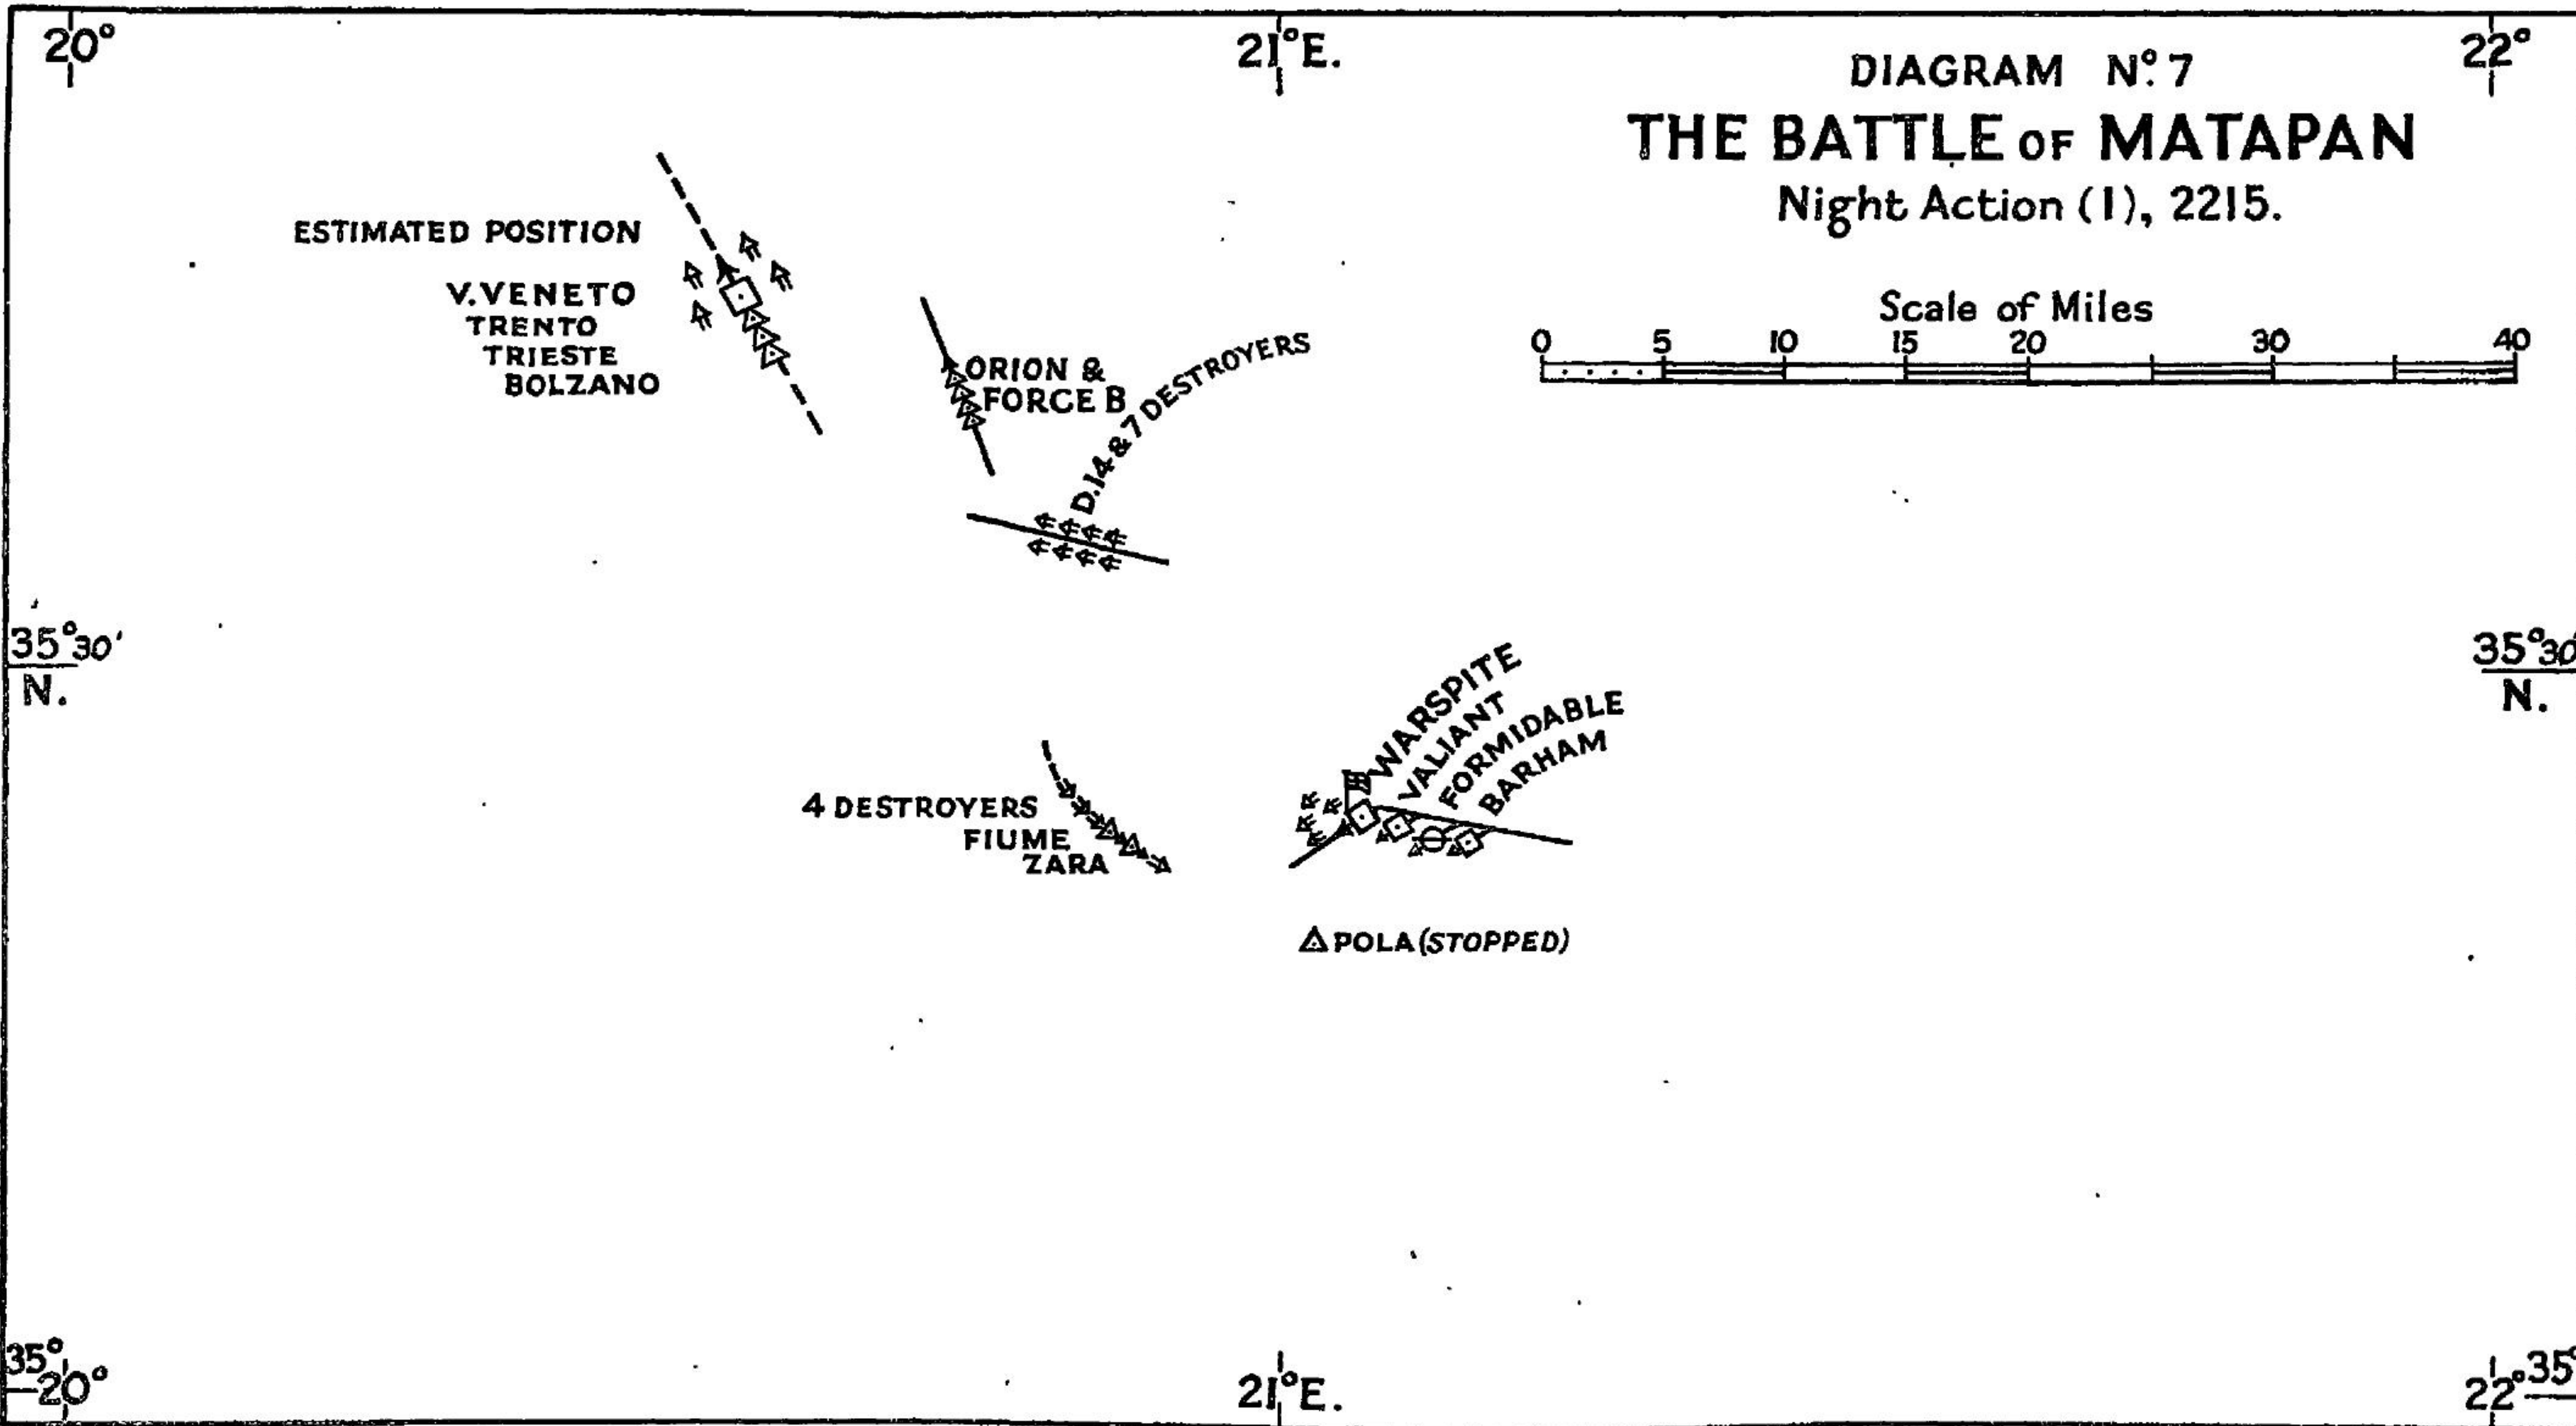 20°
21°E.
22°
DIAGRAM Nº. 7
THE BATTLE OF MATAPAN
Night Action (1), 2215.
Scale of Miles
0 5 10 15 20 30 40
ESTIMATED POSITION
V.VENETO
TRENTO
TRIESTE
BOLZANO
ORION &
FORCE B
D.14 & 7 DESTROYERS
35°30'
N.
35°30
N.
WARSPITE
VALIANT
FORMIDABLE
BARHAM
4 DESTROYERS
FIUME
ZARA
POLA (STOPPED)
35°
20°
21°E.
22°
35°